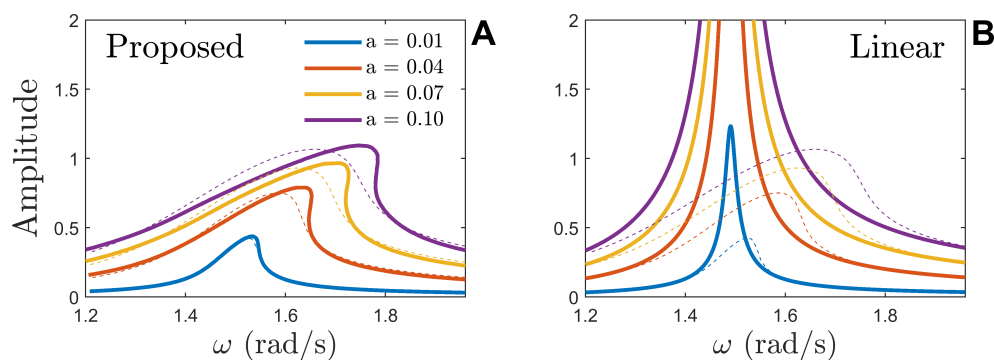 Proposed
A
a = 0.01
a = 0.04
a = 0.07
a = 0.10
Amplitude
2
1.5
1
0.5
0
1.2
1.4
1.6
1.8
ω (rad/s)
Linear
B
2
1.5
1
0.5
0
1.2
1.4
1.6
1.8
ω (rad/s)